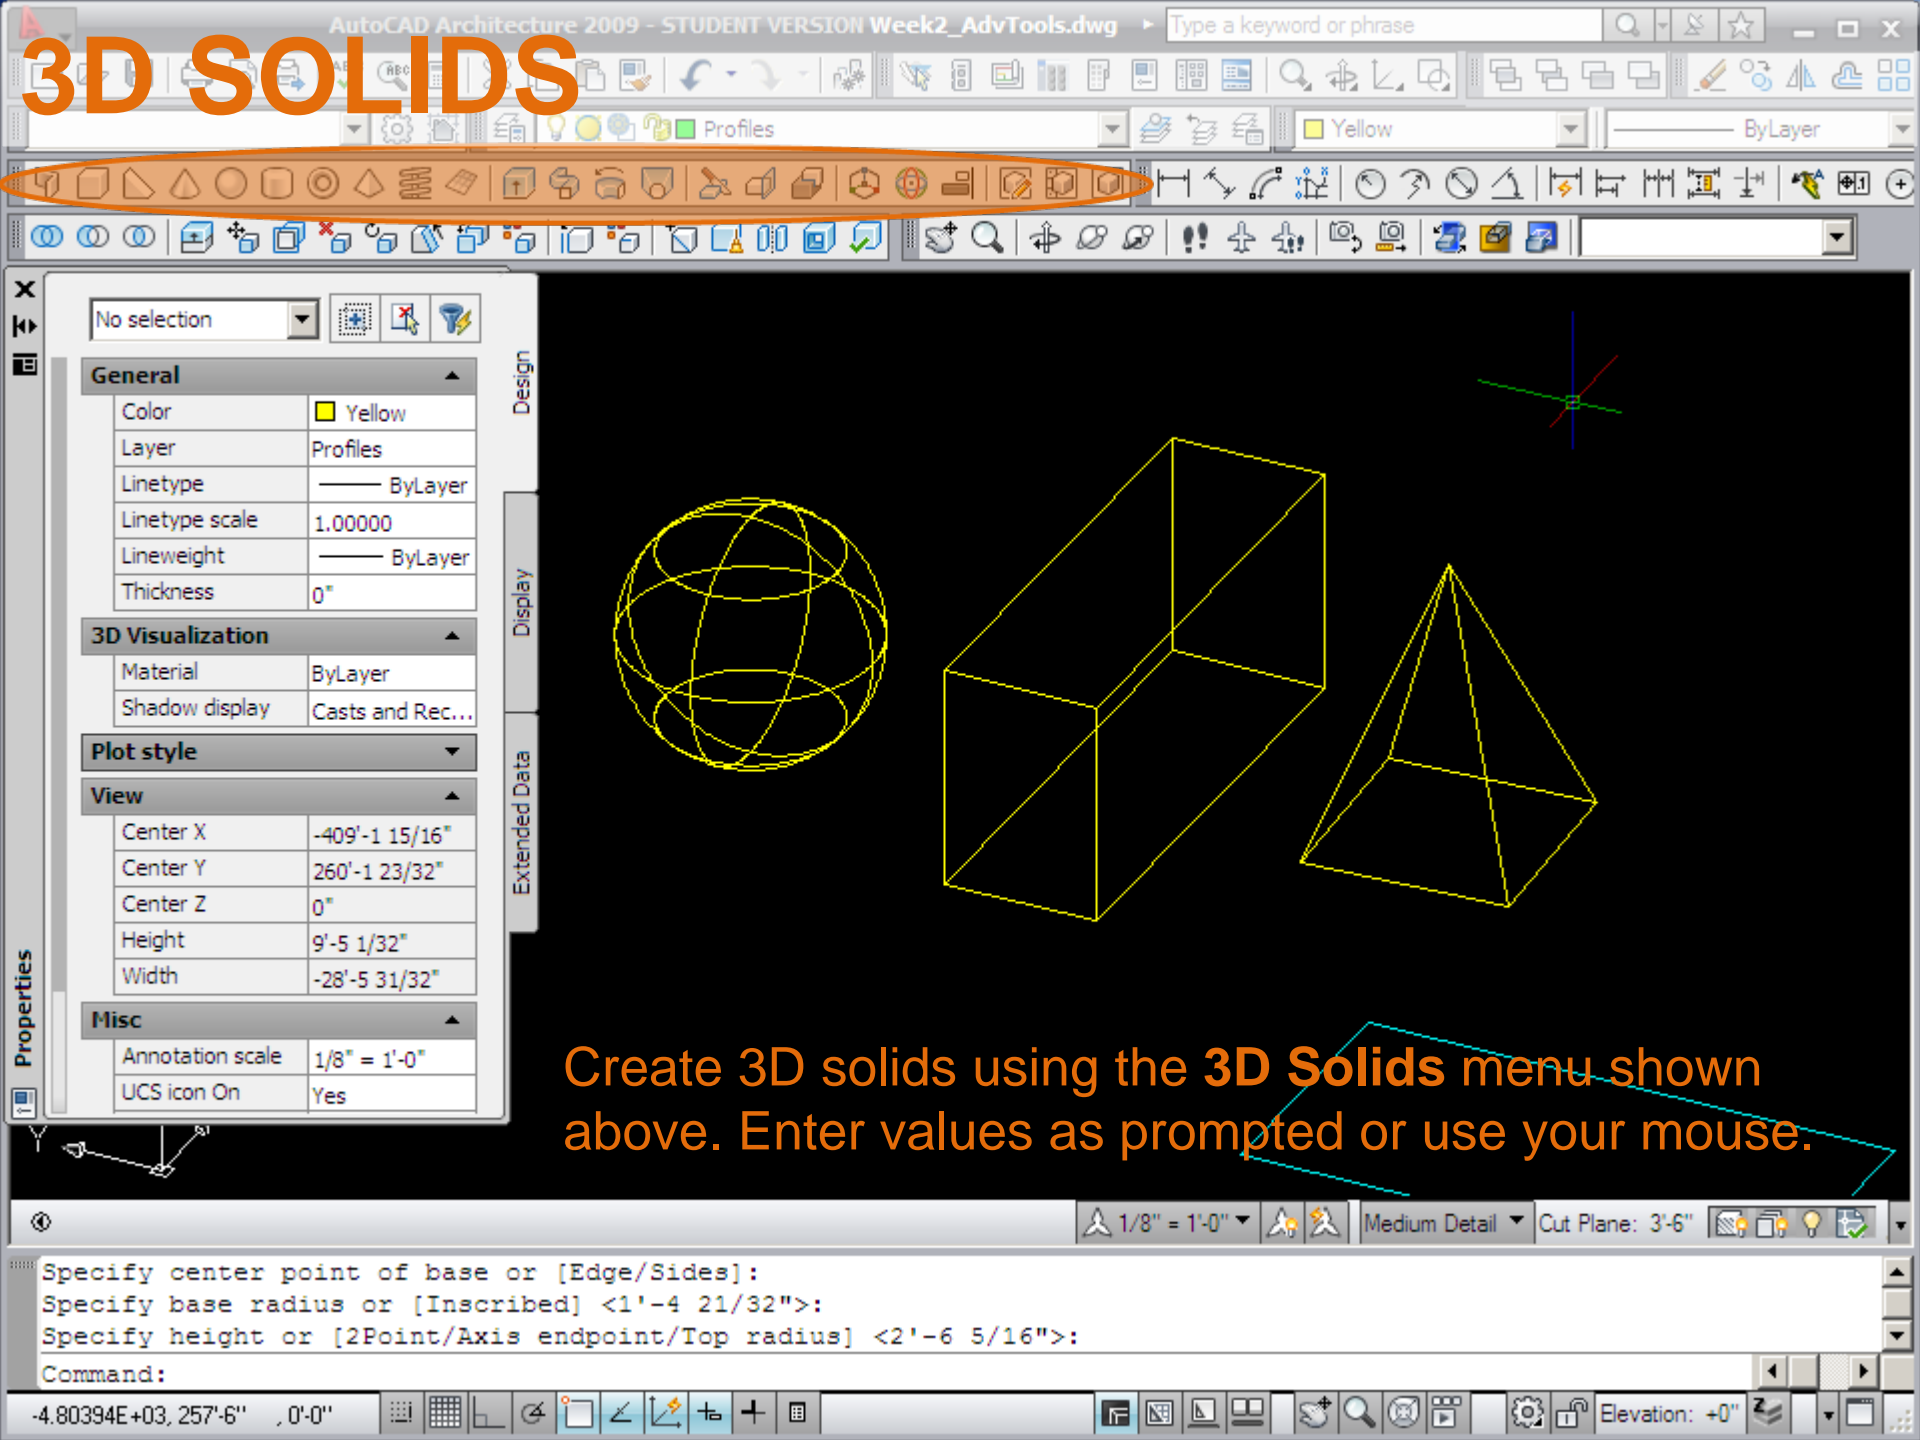 AutoCAD Architecture 2009 - STUDENT VERSION Week2_AdvTools.dwg
Type a keyword or phrase
3D SOLIDS
Profiles
Yellow
ByLayer
No selection
Design
General
Color Yellow
Layer Profiles
Linetype ByLayer
Linetype scale 1.00000
Lineweight ByLayer
Thickness 0"
Display
3D Visualization
Material ByLayer
Shadow display Casts and Rec...
Plot style
View
Extended Data
Center X -409'-1 15/16"
Center Y 260'-1 23/32"
Center Z 0"
Height 9'-5 1/32"
Width -28'-5 31/32"
Properties
Misc
Annotation scale 1/8" = 1'-0"
UCS icon On Yes
Create 3D solids using the 3D Solids menu shown
above. Enter values as prompted or use your mouse.
Y
1/8" = 1'-0" Medium Detail Cut Plane: 3'-6"
Specify center point of base or [Edge/Sides]:
Specify base radius or [Inscribed] <1'-4 21/32">:
Specify height or [2Point/Axis endpoint/Top radius] <2'-6 5/16">:
Command:
-4.80394E+03, 257'-6" , 0'-0" Elevation: +0"